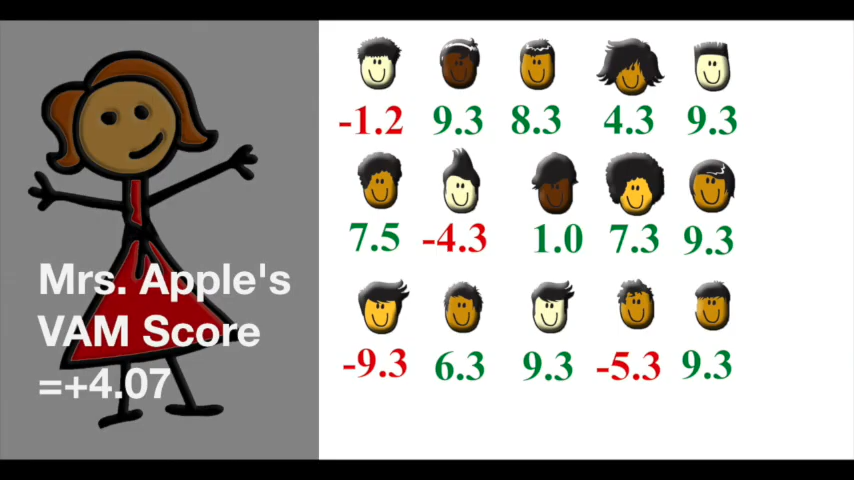 Mrs. Apple's
VAM Score
=+4.07
-1.2 9.3 8.3 4.3 9.3
7.5 -4.3 1.0 7.3 9.3
-9.3 6.3 9.3 -5.3 9.3